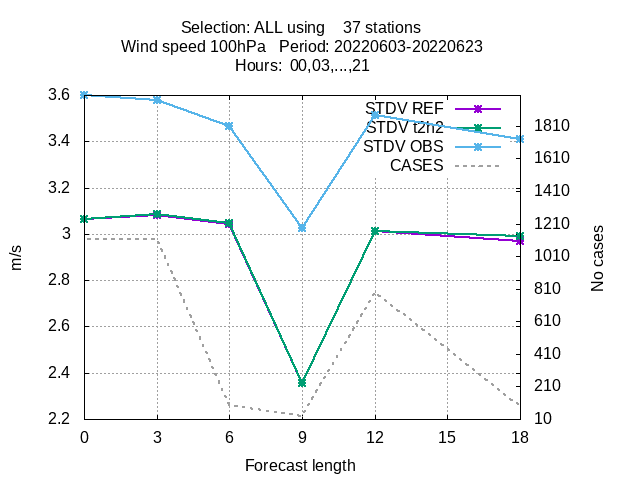 Selection: ALL using 37 stations
Wind speed 100hPa Period: 20220603-20220623
Hours: 00,03,...,21
STDV REF
STDV t2h2
STDV OBS
CASES
3.6
3.4
3.2
3
2.8
2.6
2.4
2.2
m/s
1810
1610
1410
1210
1010
810
610
410
210
10
No cases
0 3 6 9 12 15 18
Forecast length